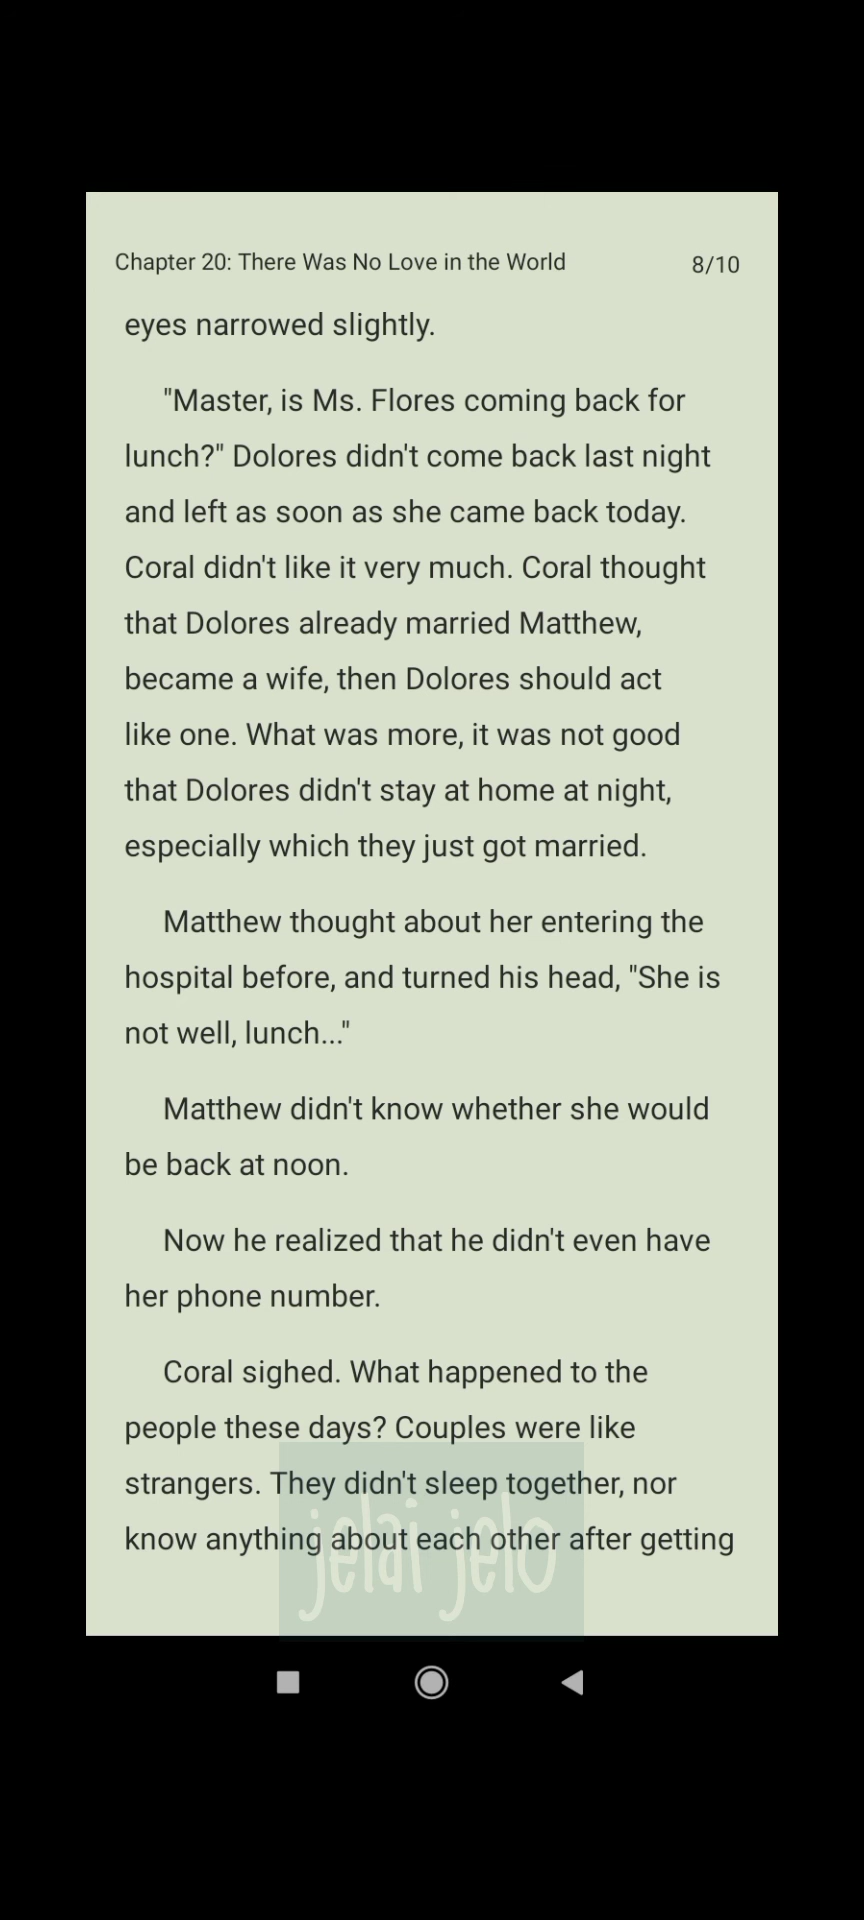 Chapter 20: There Was No Love in the World 8/10
eyes narrowed slightly.
"Master, is Ms. Flores coming back for
lunch?" Dolores didn't come back last night
and left as soon as she came back today.
Coral didn't like it very much. Coral thought
that Dolores already married Matthew,
became a wife, then Dolores should act
like one. What was more, it was not good
that Dolores didn't stay at home at night,
especially which they just got married.
Matthew thought about her entering the
hospital before, and turned his head, "She is
not well, lunch..."
Matthew didn't know whether she would
be back at noon.
Now he realized that he didn't even have
her phone number.
Coral sighed. What happened to the
people these days? Couples were like
strangers. They didn't sleep together, nor
know anything about each other after getting
jelai jelo